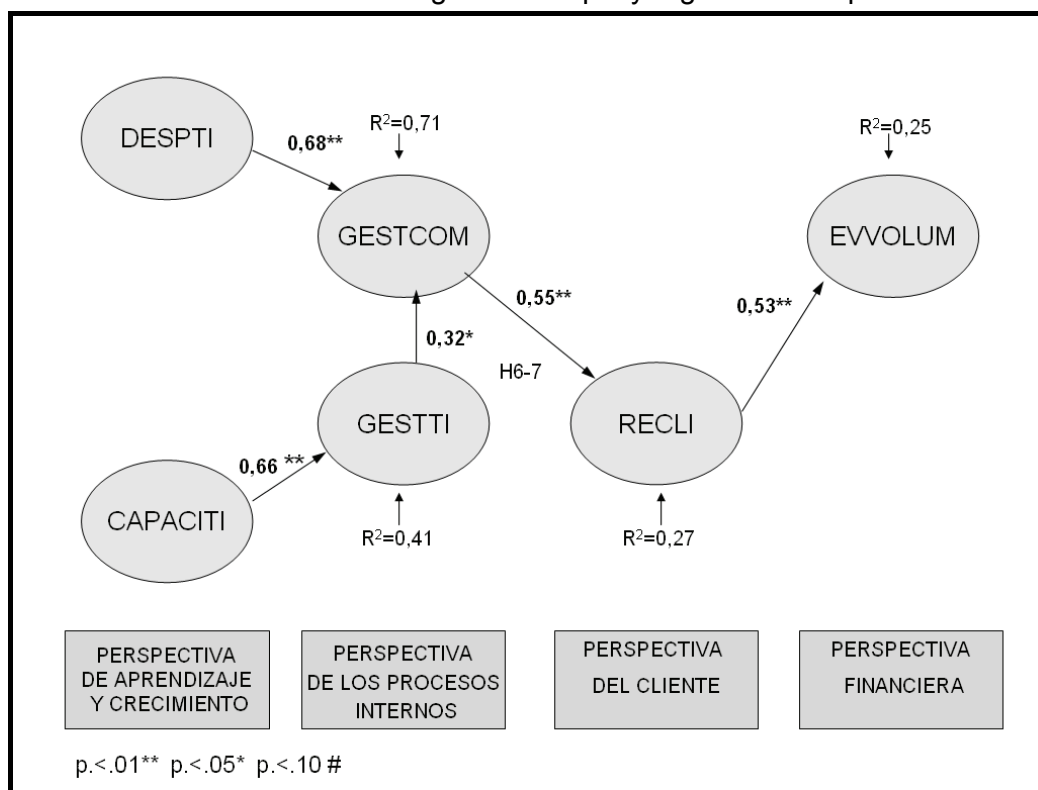 DESPTI
0,68**
R²=0,71
GESTCOM
R²=0,25
EVVOLUM
0,55**
0,53**
0,32*
H6-7
GESTTI
RECLI
0,66 **
CAPACITI
R²=0,41
R²=0,27
PERSPECTIVA
DE APRENDIZAJE
Y CRECIMIENTO
PERSPECTIVA
DE LOS PROCESOS
INTERNOS
PERSPECTIVA
DEL CLIENTE
PERSPECTIVA
FINANCIERA
p.<.01** p.<.05* p.<.10 #